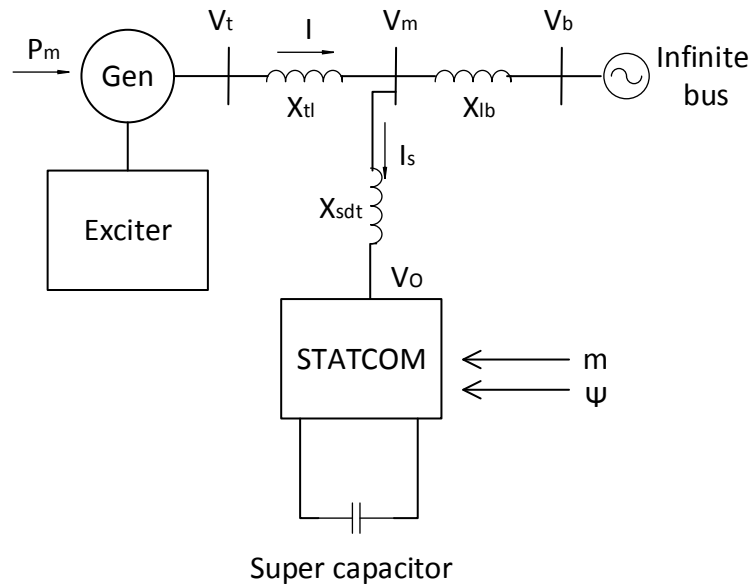 Pm
Gen
Exciter
Vt
I
Xtl
Vm
Xlb
Vb
Infinite
bus
Is
Xsdt
VO
STATCOM
m
Ψ
Super capacitor